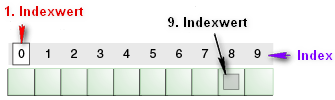 1. Indexwert
9. Indexwert
0 1 2 3 4 5 6 7 8 9 Index